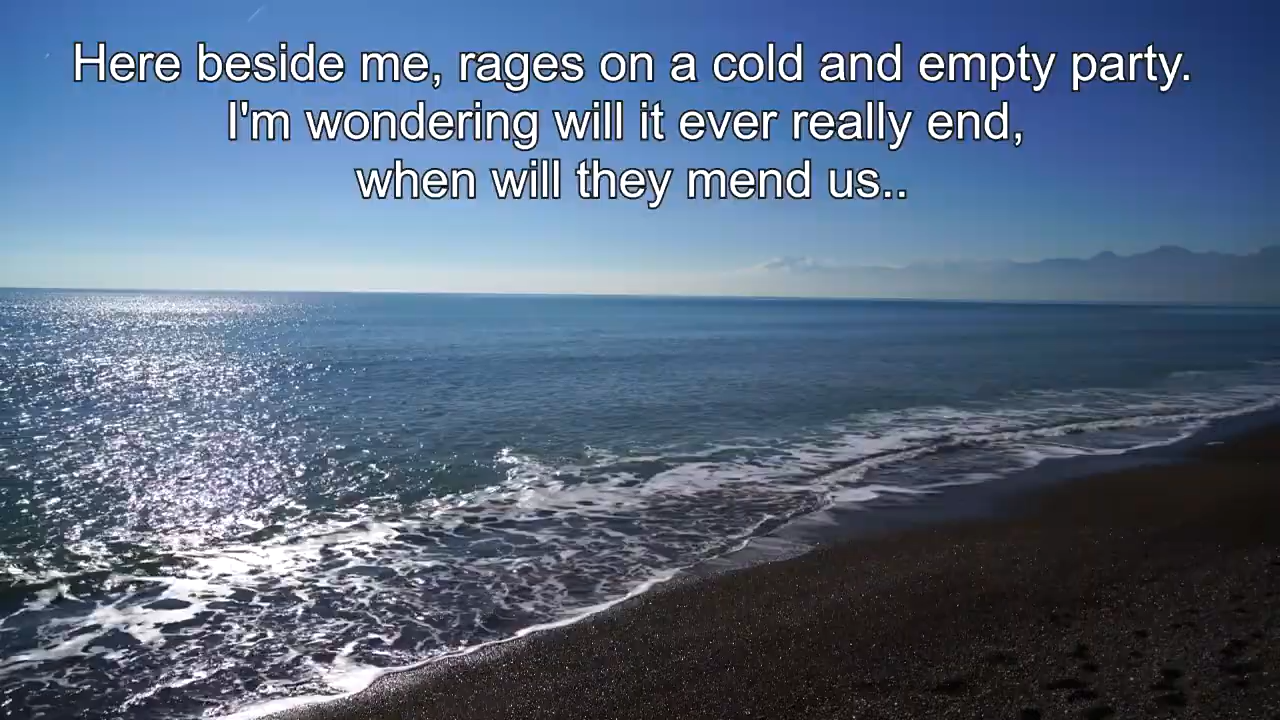 Here beside me, rages on a cold and empty party.
I'm wondering will it ever really end,
when will they mend us..